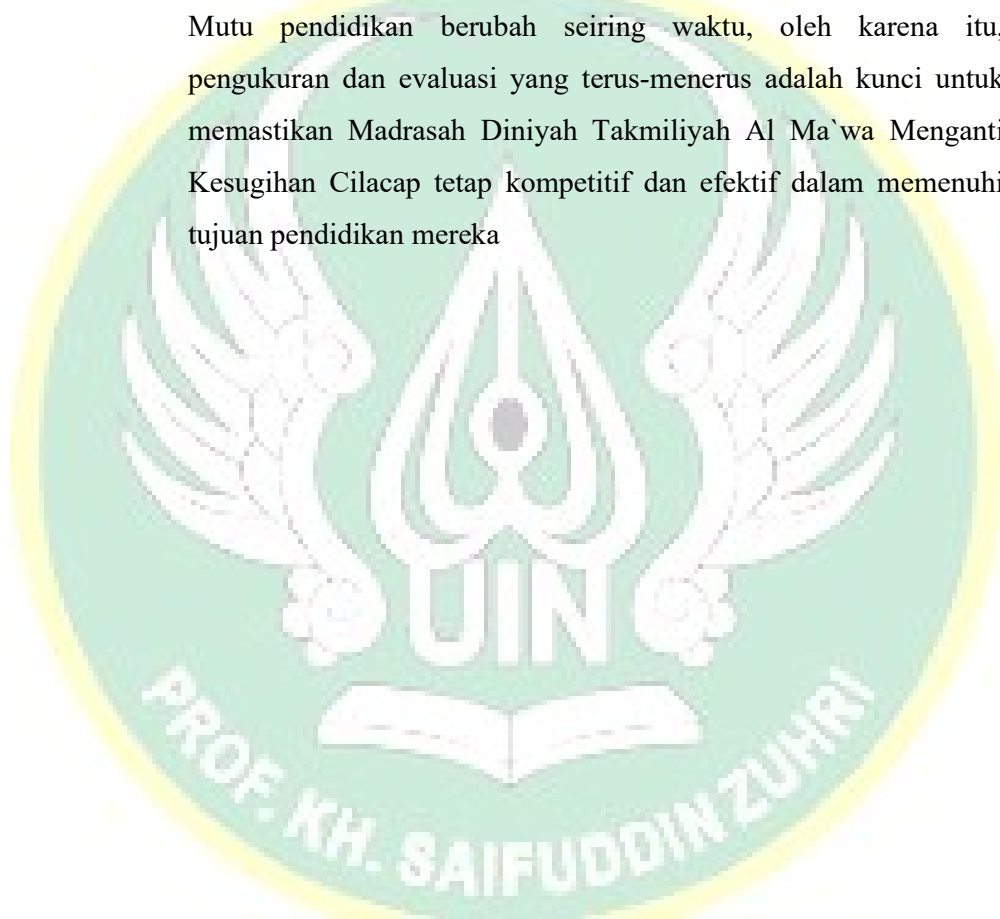 Mutu pendidikan berubah seiring waktu, oleh karena itu,
pengukuran dan evaluasi yang terus-menerus adalah kunci untuk
memastikan Madrasah Diniyah Takmiliyah Al Ma`wa Menganti
Kesugihan Cilacap tetap kompetitif dan efektif dalam memenuhi
tujuan pendidikan mereka
UIN
PROF. KH. SAIFUDDIN ZUHRI